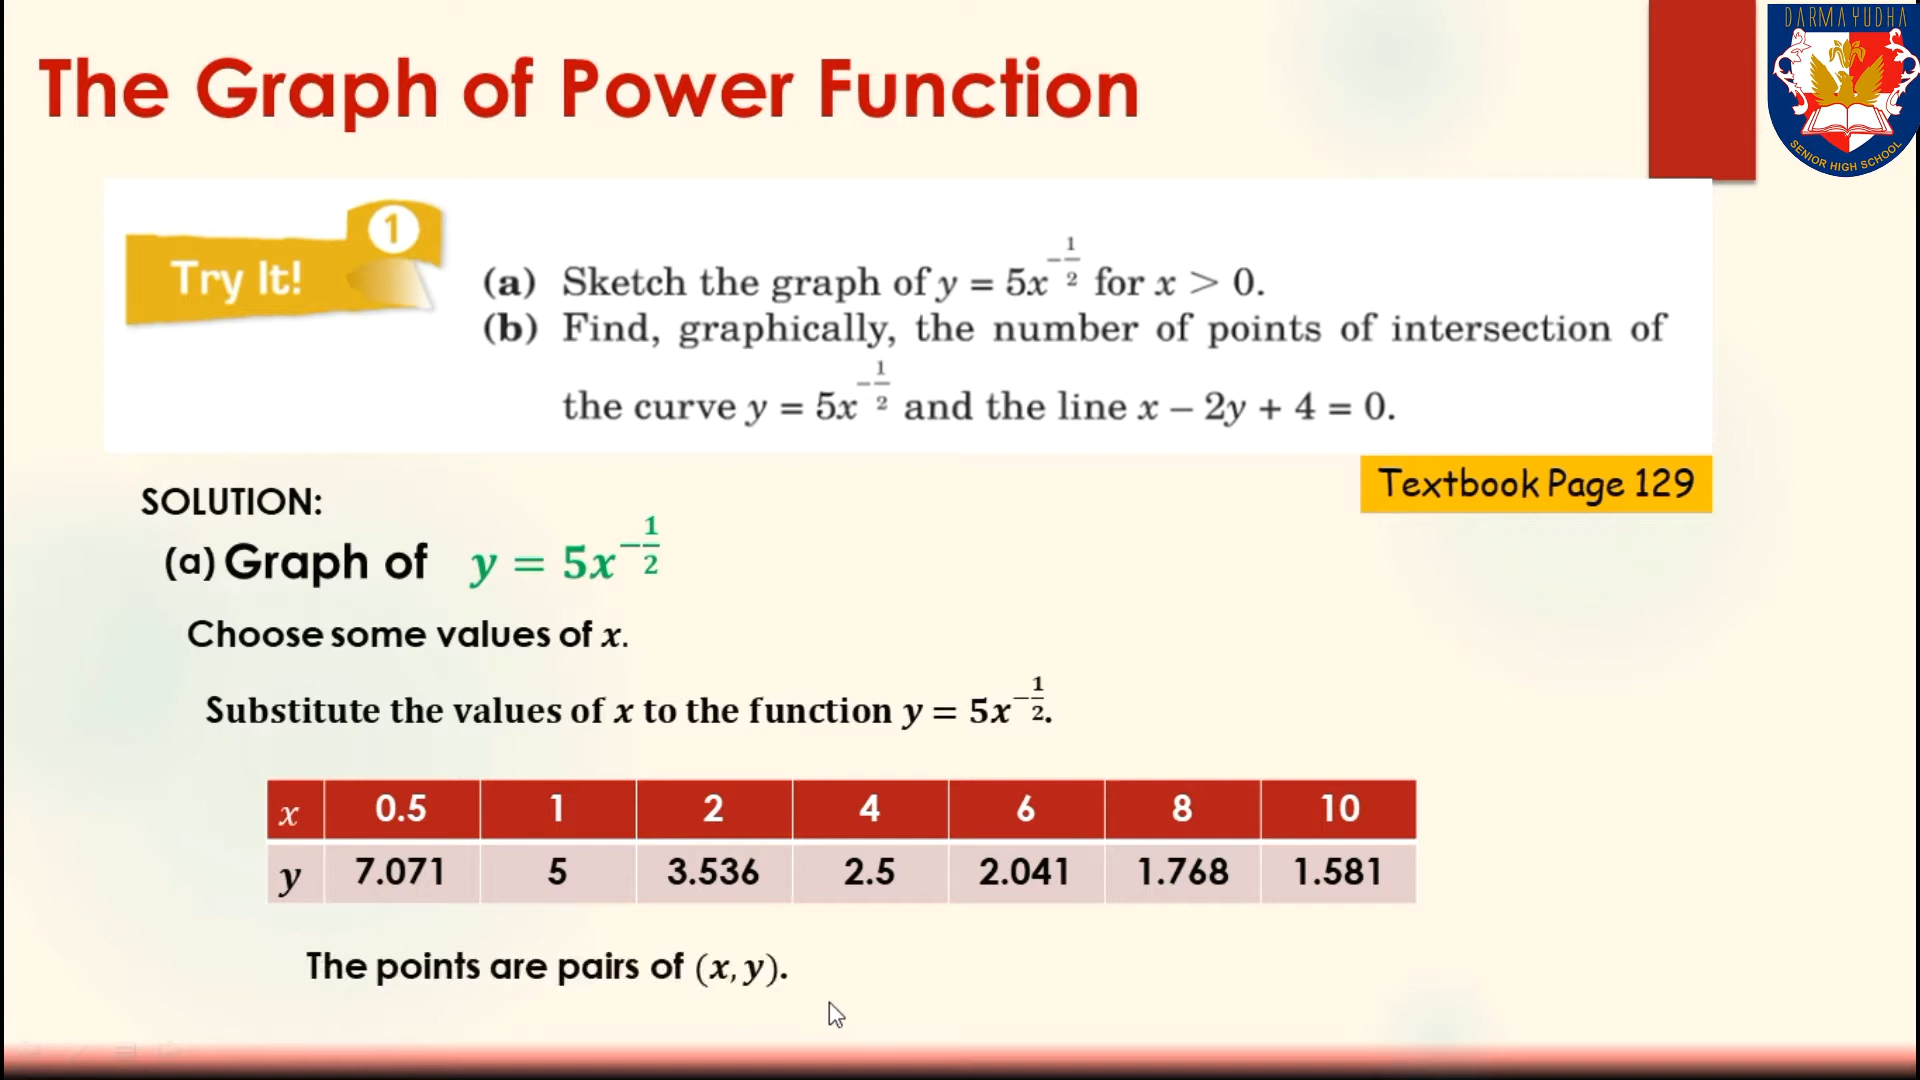 The Graph of Power Function
DARMA YUDHA
SENIOR HIGH SCHOOL
Try It! 1
(a) Sketch the graph of y = 5x^{-\frac{1}{2}} for x > 0.
(b) Find, graphically, the number of points of intersection of
the curve y = 5x^{-\frac{1}{2}} and the line x – 2y + 4 = 0.
Textbook Page 129
SOLUTION:
(a) Graph of y = 5x^{-\frac{1}{2}}
Choose some values of x.
Substitute the values of x to the function y = 5x^{-\frac{1}{2}}.
x 0.5 1 2 4 6 8 10
y 7.071 5 3.536 2.5 2.041 1.768 1.581
The points are pairs of (x, y).